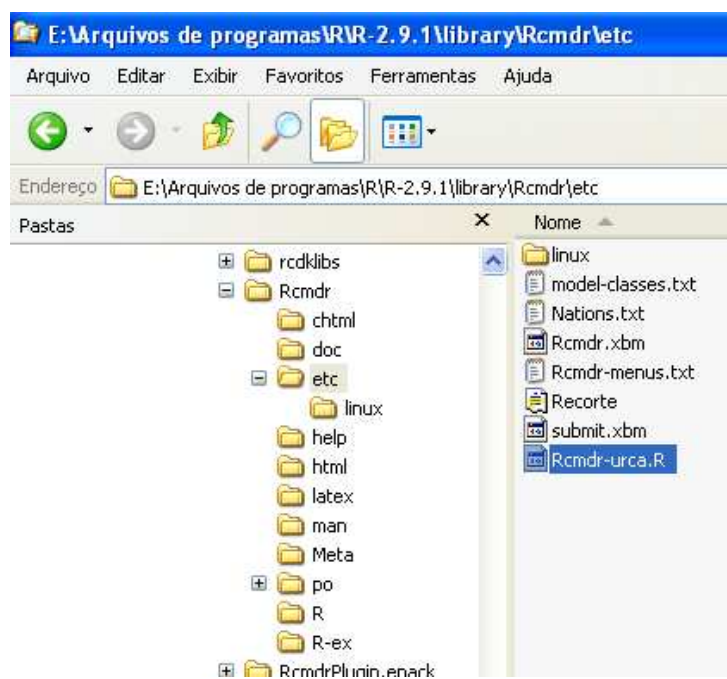 E:\Arquivos de programas\R\R-2.9.1\library\Rcmdr\etc
Arquivo Editar Exibir Favoritos Ferramentas Ajuda
Endereço E:\Arquivos de programas\R\R-2.9.1\library\Rcmdr\etc
Pastas
rcdklibs
Rcmdr
chtml
doc
etc
linux
help
html
latex
man
Meta
po
R
R-ex
RcmdrPlugin.epack
Nome
linux
model-classes.txt
Nations.txt
Rcmdr.xbm
Rcmdr-menus.txt
Recorte
submit.xbm
Rcmdr-urca.R